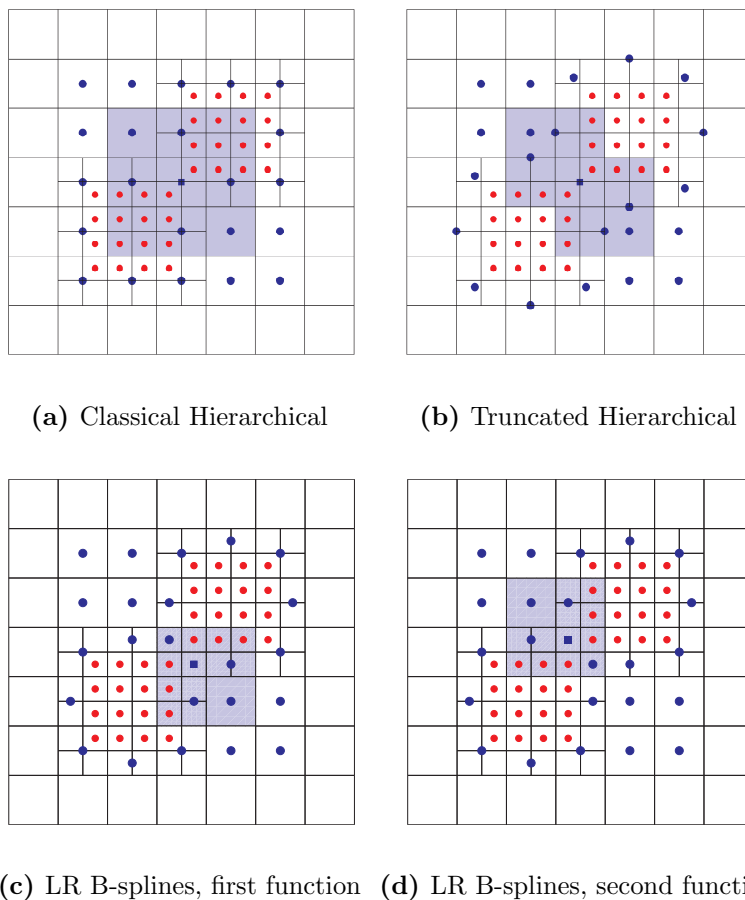 (a) Classical Hierarchical
(b) Truncated Hierarchical
(c) LR B-splines, first function
(d) LR B-splines, second functi